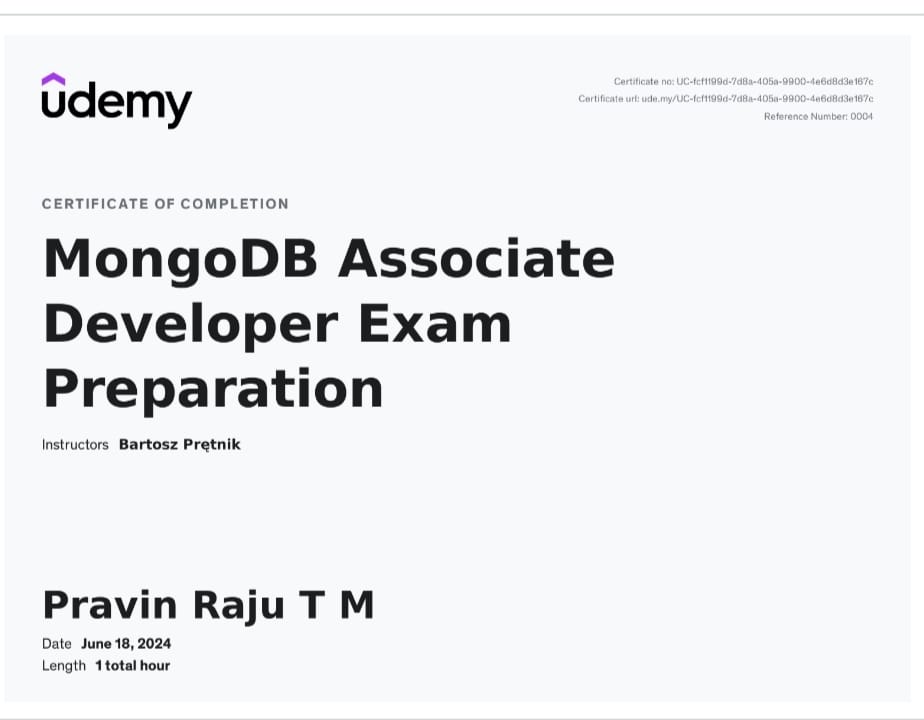 udemy
Certificate no: UC-fcf1199d-7d8a-405a-9900-4e6d8d3e167c
Certificate url: ude.my/UC-fcf1199d-7d8a-405a-9900-4e6d8d3e167c
Reference Number: 0004
CERTIFICATE OF COMPLETION
MongoDB Associate
Developer Exam
Preparation
Instructors Bartosz Prętnik
Pravin Raju T M
Date June 18, 2024
Length 1 total hour